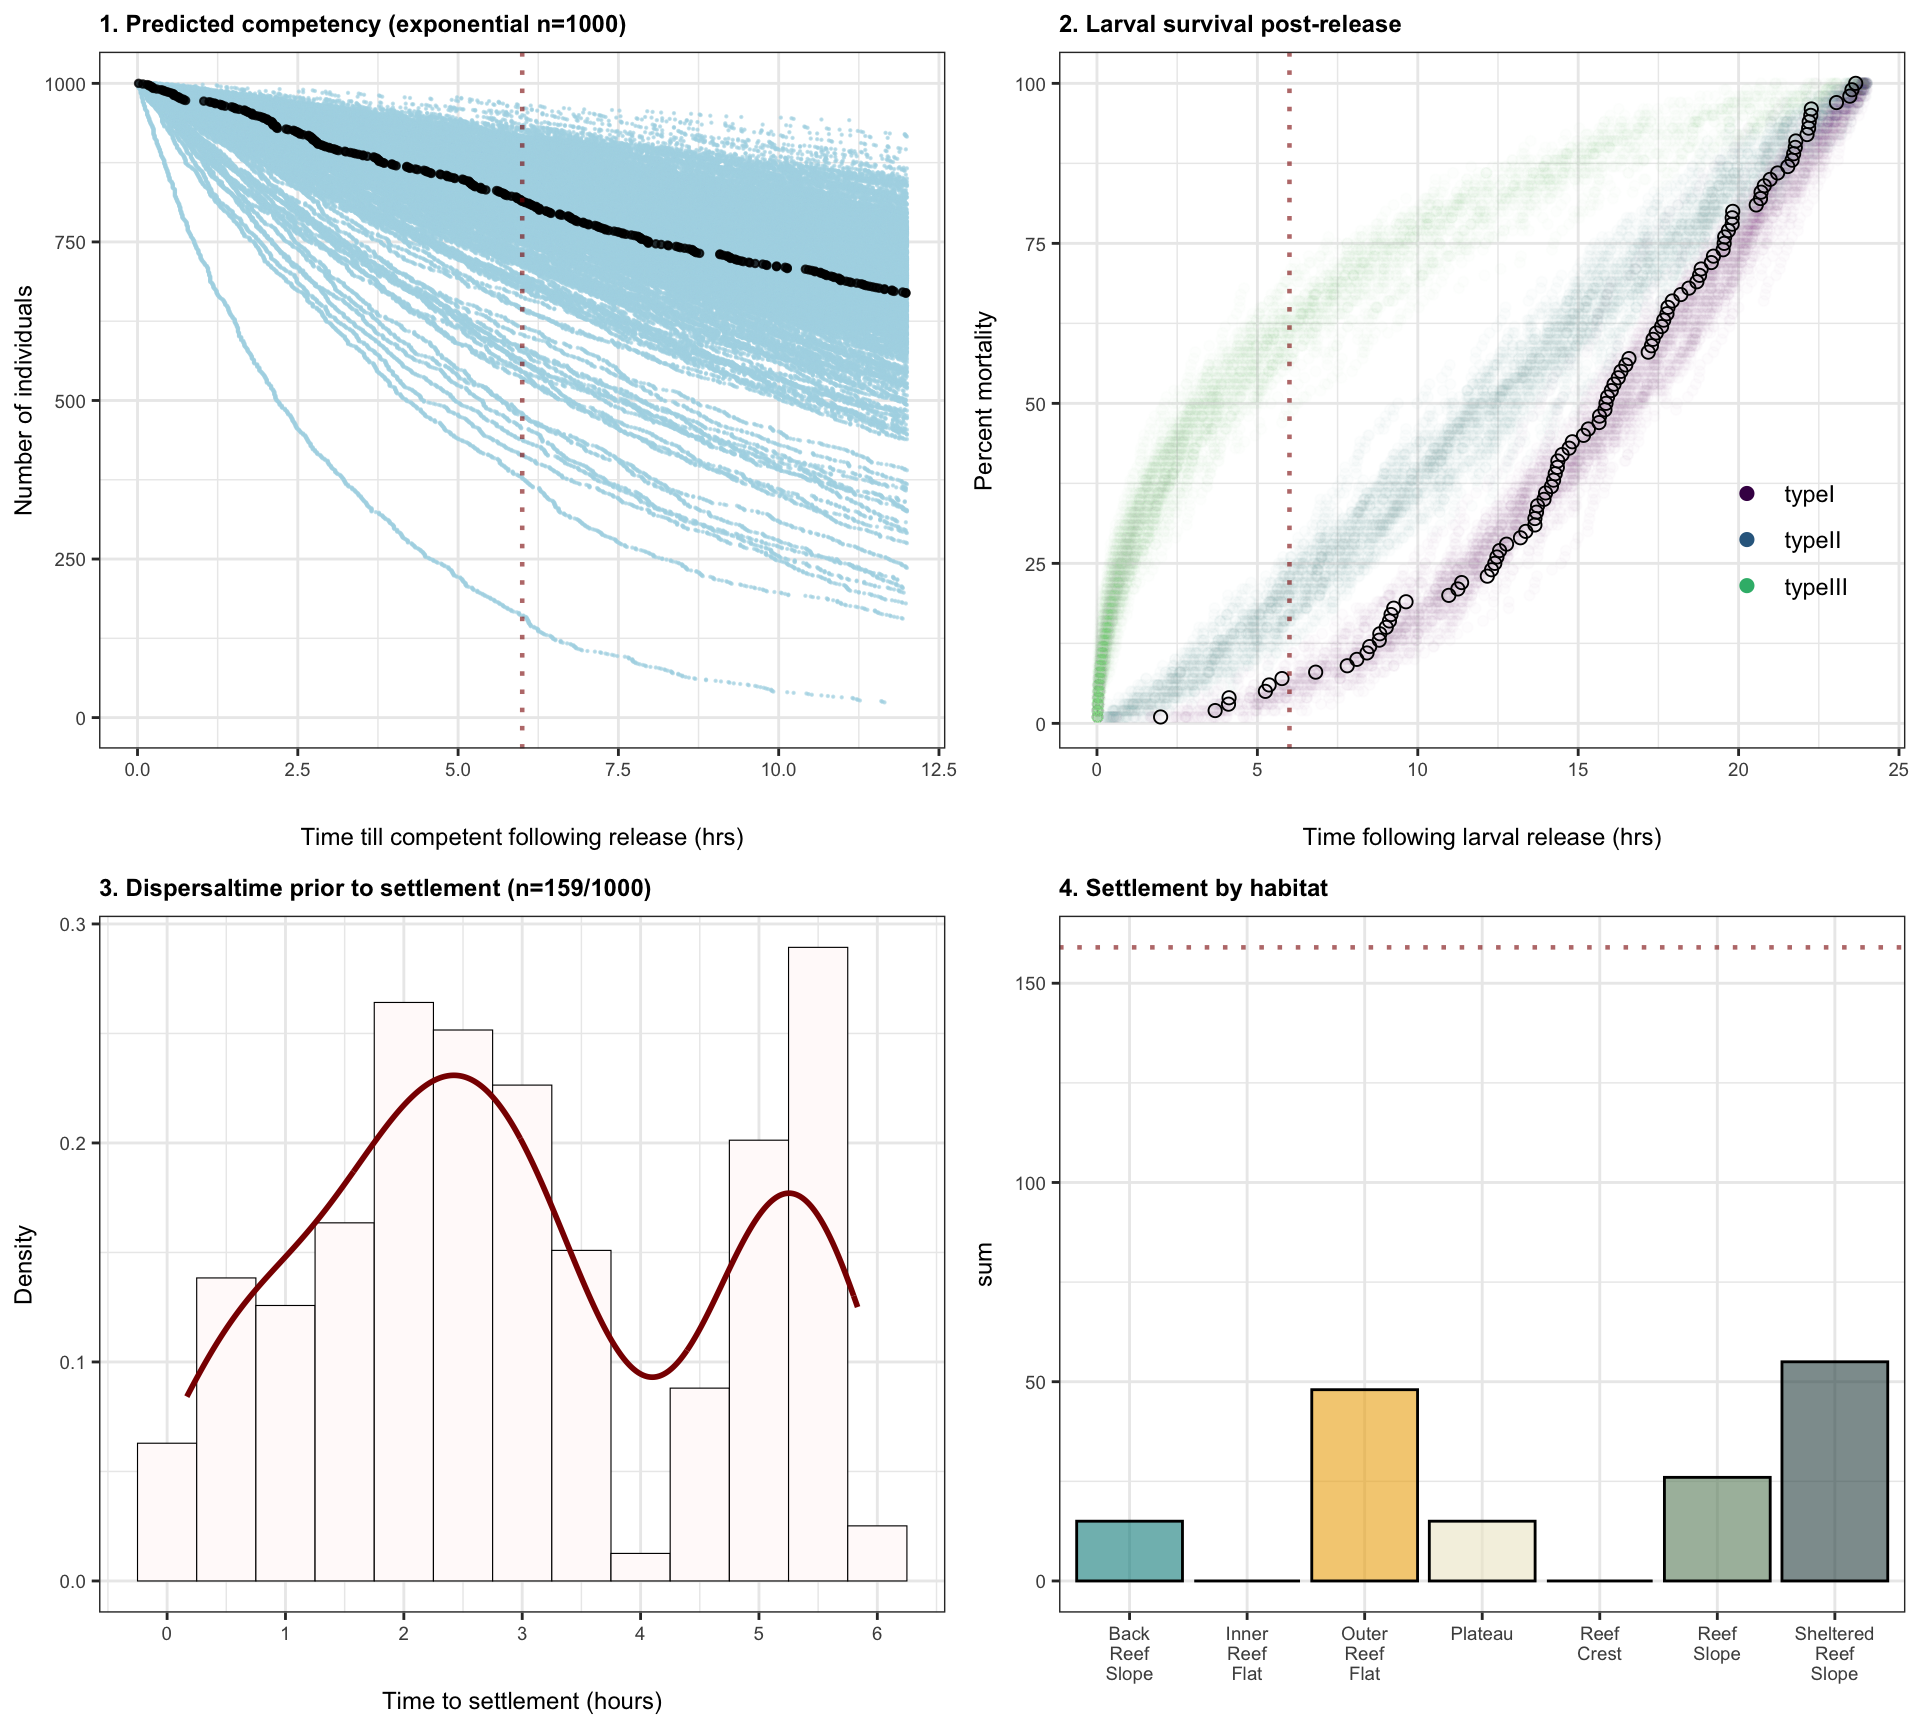 1. Predicted competency (exponential n=1000)
Number of individuals
1000
750
500
250
0
0.0 2.5 5.0 7.5 10.0 12.5
Time till competent following release (hrs)
2. Larval survival post-release
Percent mortality
100
75
50
25
0
typeI
typeII
typeIII
0 5 10 15 20 25
Time following larval release (hrs)
3. Dispersaltime prior to settlement (n=159/1000)
Density
0.3
0.2
0.1
0.0
0 1 2 3 4 5 6
Time to settlement (hours)
4. Settlement by habitat
sum
150
100
50
0
Back
Reef
Slope
Inner
Reef
Flat
Outer
Reef
Flat
Plateau
Reef
Crest
Reef
Slope
Sheltered
Reef
Slope